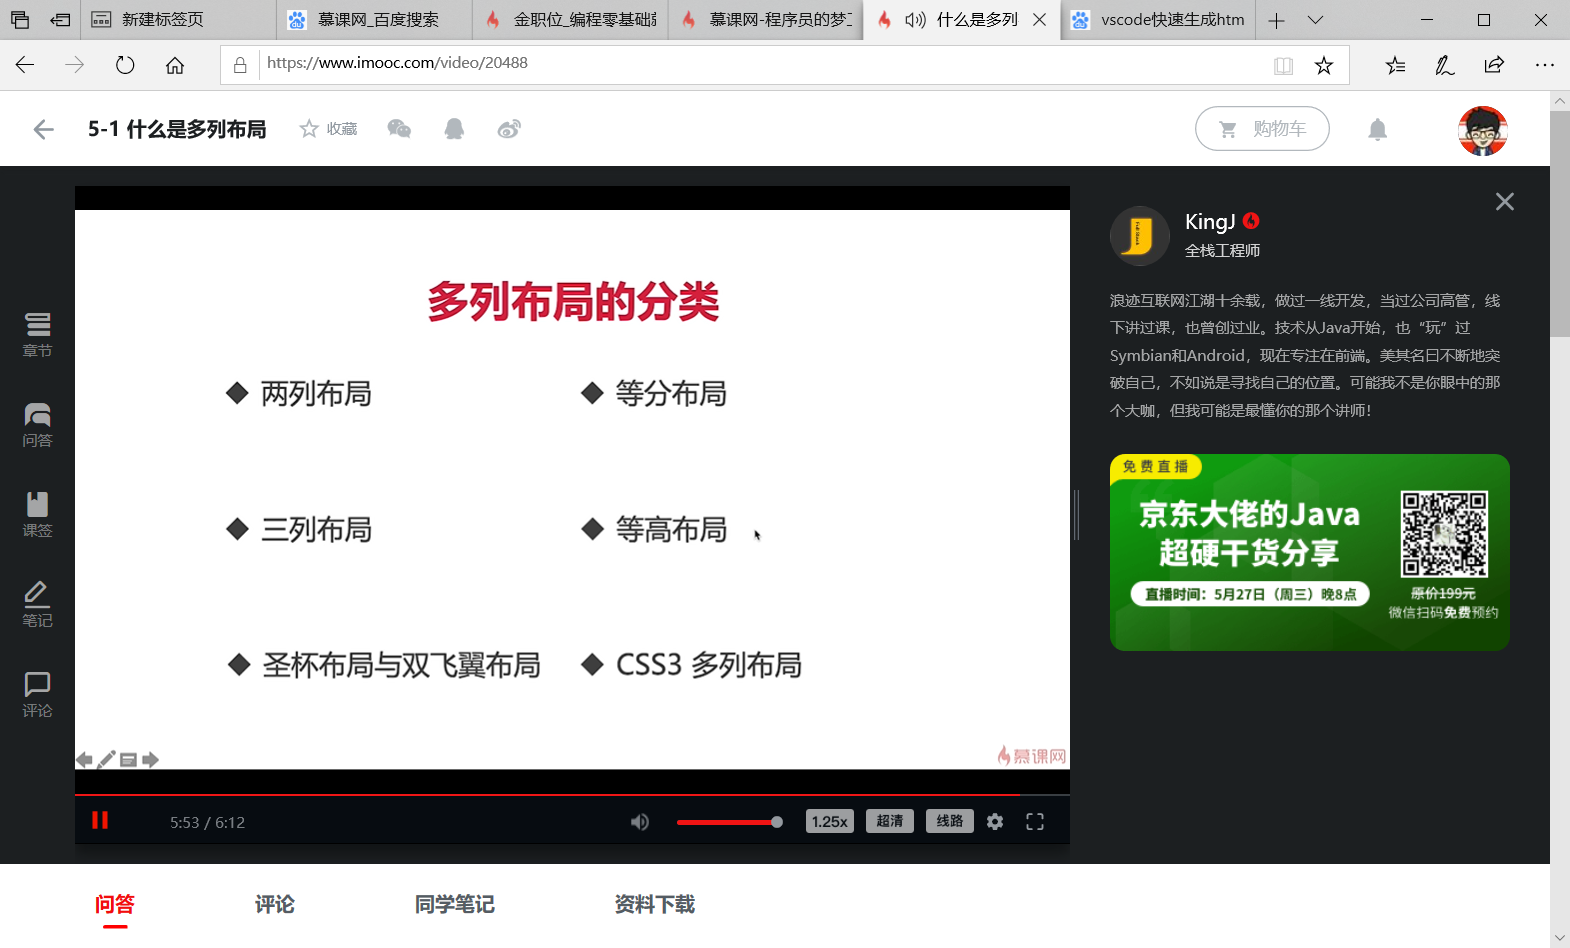 新建标签页
慕课网_百度搜索
金职位_编程零基础
慕课网-程序员的梦工
什么是多列
vscode快速生成htm
https://www.imooc.com/video/20488
5-1 什么是多列布局
收藏
购物车
章节
问答
课签
笔记
评论
多列布局的分类
两列布局
等分布局
三列布局
等高布局
圣杯布局与双飞翼布局
CSS3 多列布局
慕课网
5:53 / 6:12
1.25x
超清
线路
KingJ
全栈工程师
浪迹互联网江湖十余载，做过一线开发，当过公司高管，线
下讲过课，也曾创过业。技术从Java开始，也“玩”过
Symbian和Android，现在专注在前端。美其名曰不断地突
破自己，不如说是寻找自己的位置。可能我不是你眼中的那
个大咖，但我可能是最懂你的那个讲师！
免费直播
京东大佬的Java
超硬干货分享
直播时间：5月27日（周三）晚8点
原价199元
微信扫码免费预约
问答
评论
同学笔记
资料下载